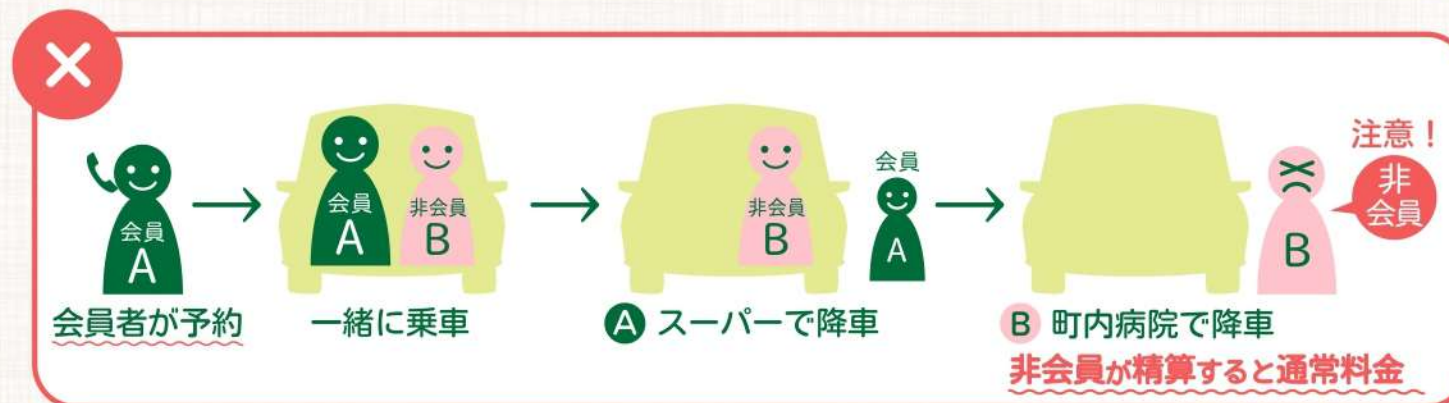 会員
A
会員者が予約
会員
A
非会員
B
一緒に乗車
非会員
B
会員
A
A スーパーで降車
注意！
非
会員
B
B 町内病院で降車
非会員が精算すると通常料金